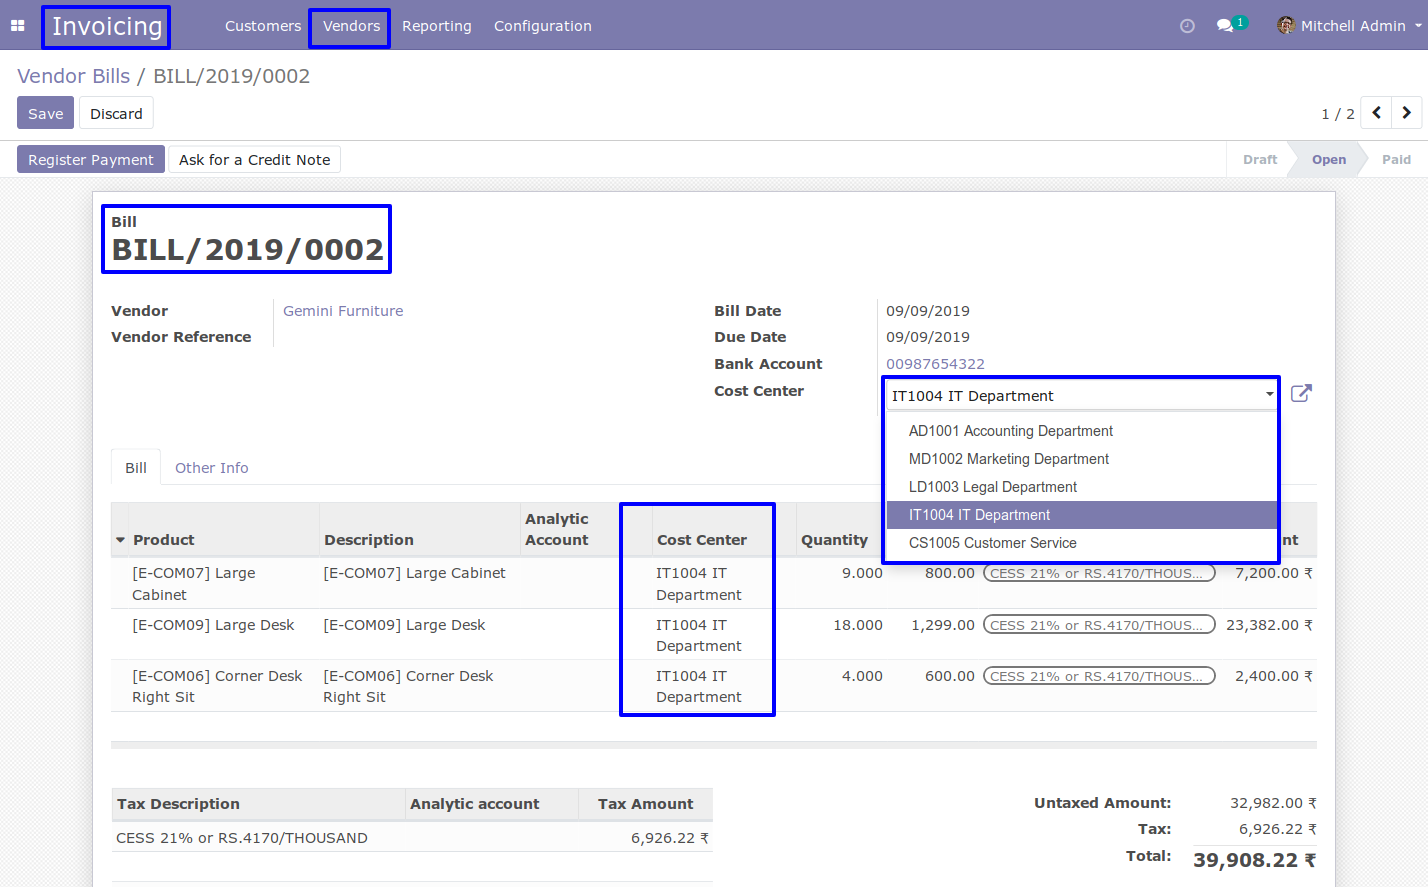 Invoicing Customers Vendors Reporting Configuration 1 Mitchell Admin
Vendor Bills / BILL/2019/0002
Save Discard 1 / 2
Register Payment Ask for a Credit Note Draft Open Paid
Bill
BILL/2019/0002
Vendor Gemini Furniture Bill Date 09/09/2019
Vendor Reference Due Date 09/09/2019
Bank Account 00987654322
Cost Center IT1004 IT Department
AD1001 Accounting Department
MD1002 Marketing Department
LD1003 Legal Department
IT1004 IT Department
CS1005 Customer Service
Bill Other Info
Product Description Analytic Account Cost Center Quantity nt
[E-COM07] Large Cabinet [E-COM07] Large Cabinet IT1004 IT Department 9.000 800.00 CESS 21% or RS.4170/THOUS... 7,200.00 ₹
[E-COM09] Large Desk [E-COM09] Large Desk IT1004 IT Department 18.000 1,299.00 CESS 21% or RS.4170/THOUS... 23,382.00 ₹
[E-COM06] Corner Desk Right Sit [E-COM06] Corner Desk Right Sit IT1004 IT Department 4.000 600.00 CESS 21% or RS.4170/THOUS... 2,400.00 ₹
Tax Description Analytic account Tax Amount
CESS 21% or RS.4170/THOUSAND 6,926.22 ₹
Untaxed Amount: 32,982.00 ₹
Tax: 6,926.22 ₹
Total: 39,908.22 ₹